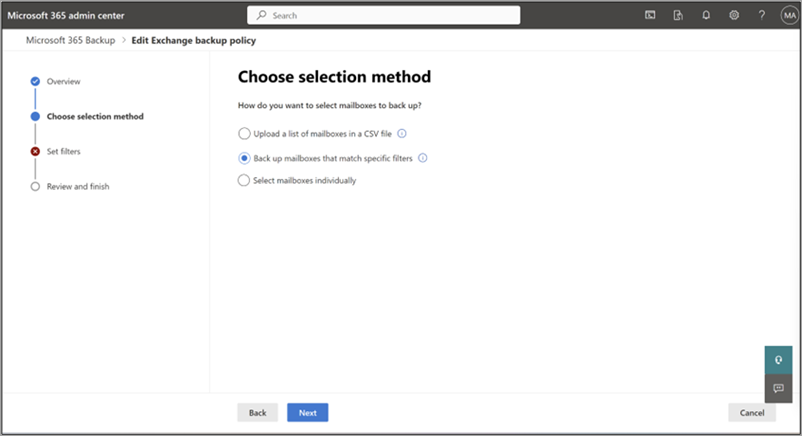 Microsoft 365 admin center
Search
?
MA
Microsoft 365 Backup > Edit Exchange backup policy
Overview
Choose selection method
Set filters
Review and finish
Choose selection method
How do you want to select mailboxes to back up?
Upload a list of mailboxes in a CSV file
Back up mailboxes that match specific filters
Select mailboxes individually
Back
Next
Cancel